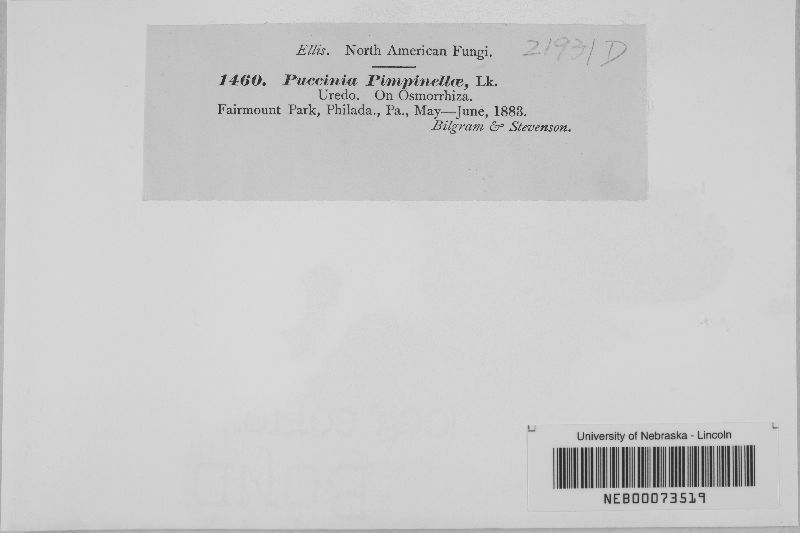 Ellis. North American Fungi. 21931 D
1460. Puccinia Pimpinellæ, Lk.
Uredo. On Osmorrhiza.
Fairmount Park, Philada., Pa., May—June, 1883.
Bilgram & Stevenson.
University of Nebraska - Lincoln
NEB00073519